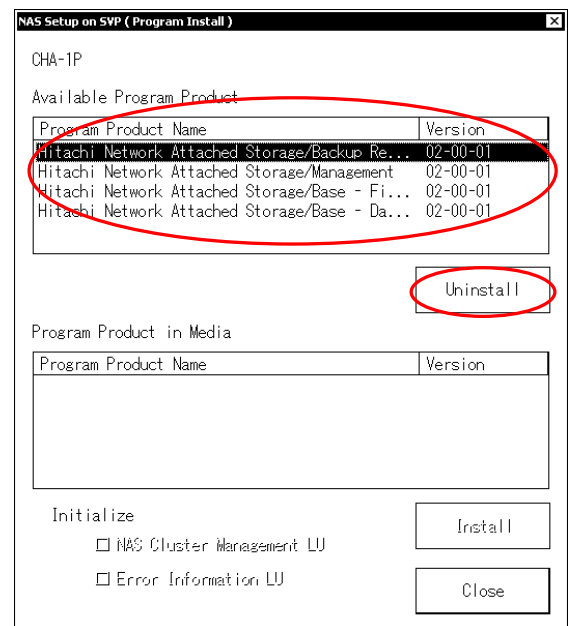 NAS Setup on SVP ( Program Install )
CHA-1P
Available Program Product
Program Product Name Version
Hitachi Network Attached Storage/Backup Re... 02-00-01
Hitachi Network Attached Storage/Management 02-00-01
Hitachi Network Attached Storage/Base - Fi... 02-00-01
Hitachi Network Attached Storage/Base - Da... 02-00-01
Uninstall
Program Product in Media
Program Product Name Version
Initialize
Install
NAS Cluster Management LU
Error Information LU
Close